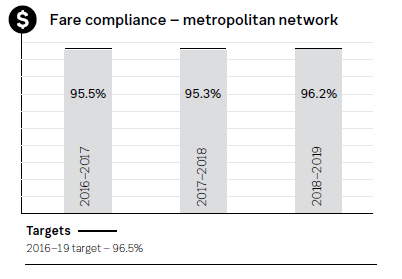 $ Fare compliance – metropolitan network
95.5% 95.3% 96.2%
2016–2017 2017–2018 2018–2019
Targets
2016–19 target – 96.5%